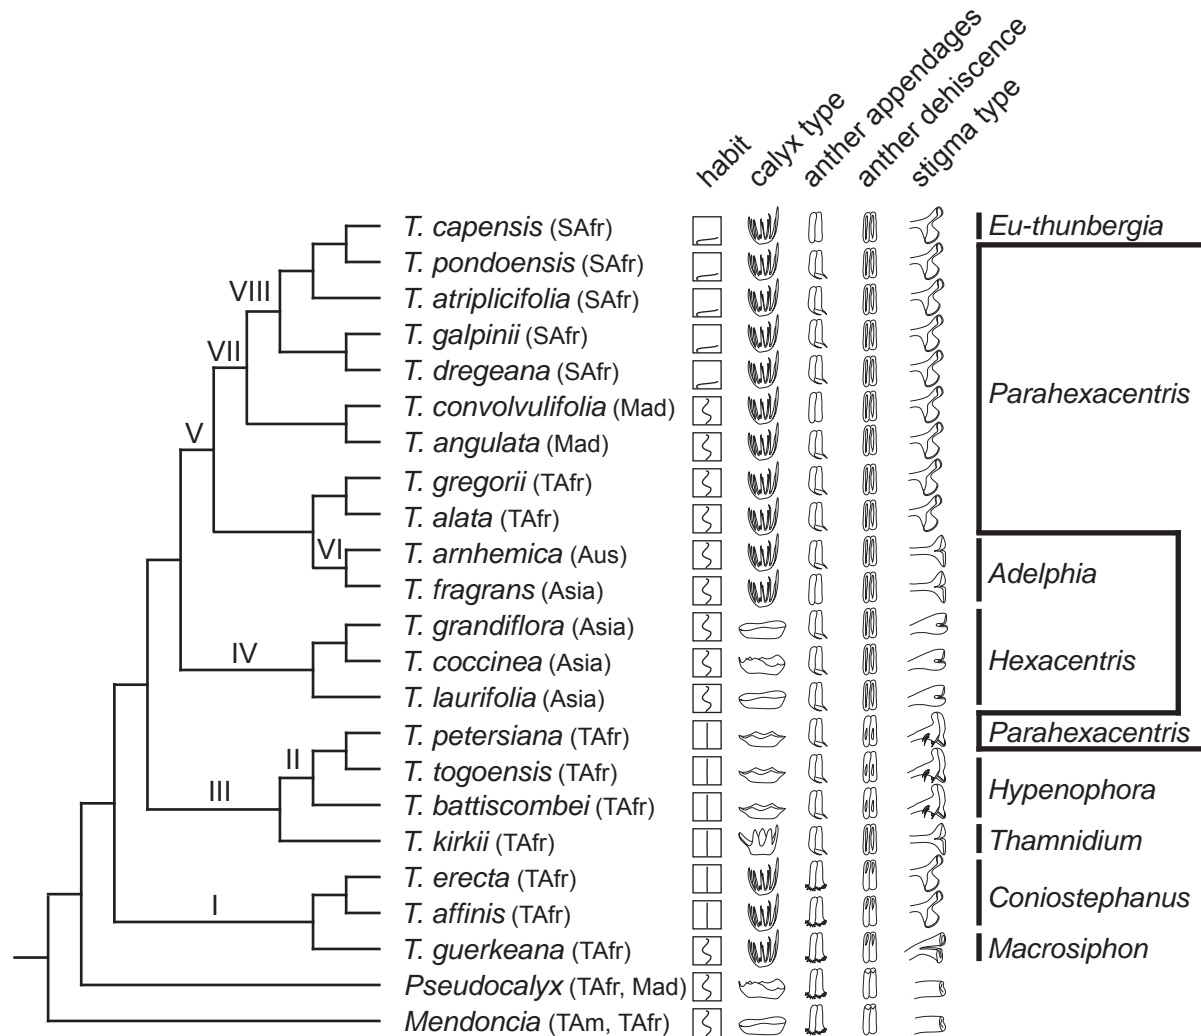 habit
calyx type
anther appendages
anther dehiscence
stigma type
T. capensis (SAfr)
Eu-thunbergia
T. pondoensis (SAfr)
T. atriplicifolia (SAfr)
VIII
T. galpinii (SAfr)
VII
T. dregeana (SAfr)
Parahexacentris
T. convolvulifolia (Mad)
V
T. angulata (Mad)
T. gregorii (TAfr)
T. alata (TAfr)
VI
T. arnhemica (Aus)
Adelphia
T. fragrans (Asia)
T. grandiflora (Asia)
IV
T. coccinea (Asia)
Hexacentris
T. laurifolia (Asia)
T. petersiana (TAfr)
Parahexacentris
II
T. togoensis (TAfr)
Hypenophora
III
T. battiscombei (TAfr)
T. kirkii (TAfr)
Thamnidium
T. erecta (TAfr)
Coniostephanus
I
T. affinis (TAfr)
T. guerkeana (TAfr)
Macrosiphon
Pseudocalyx (TAfr, Mad)
Mendoncia (TAm, TAfr)